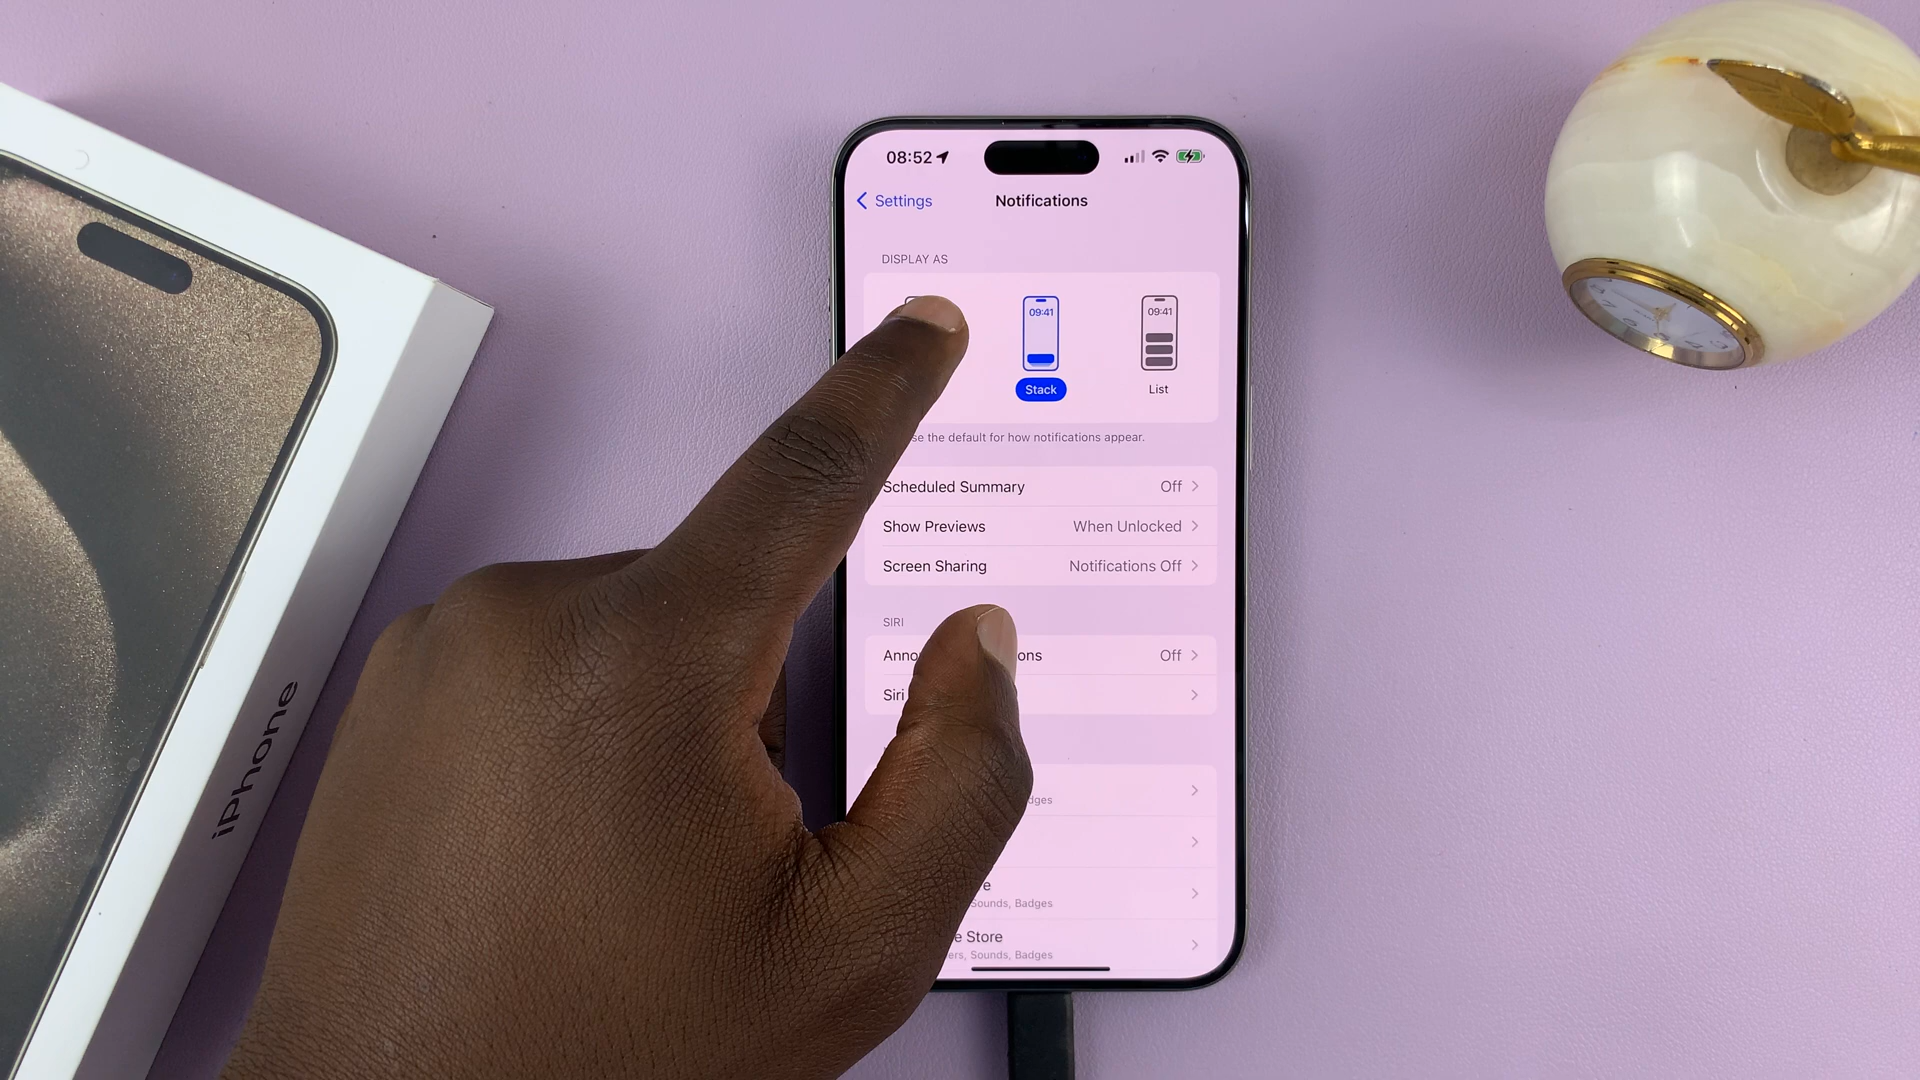 08:52
Settings
Notifications
DISPLAY AS
09:41
09:41
Stack
List
se the default for how notifications appear.
Scheduled Summary Off
Show Previews When Unlocked
Screen Sharing Notifications Off
SIRI
Anno ons Off
Siri
dges
e
Sounds, Badges
e Store
ers, Sounds, Badges
iPhone